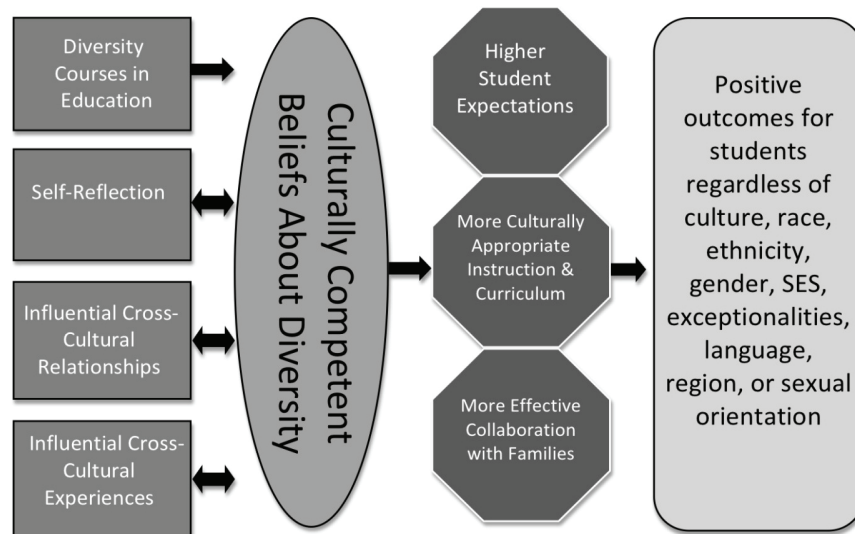 Diversity
Courses in
Education
Self-Reflection
Influential Cross-
Cultural
Relationships
Influential Cross-
Cultural
Experiences
Culturally Competent
Beliefs About Diversity
Higher
Student
Expectations
More Culturally
Appropriate
Instruction &
Curriculum
More Effective
Collaboration
with Families
Positive
outcomes for
students
regardless of
culture, race,
ethnicity,
gender, SES,
exceptionalities,
language,
region, or sexual
orientation